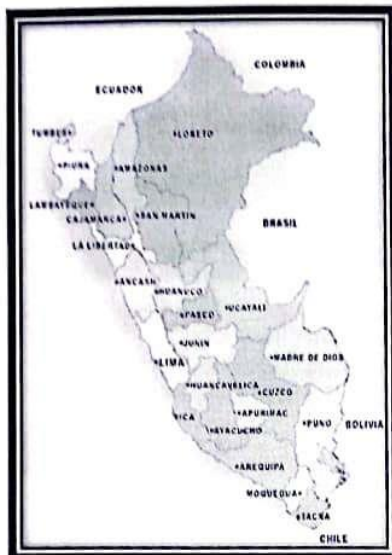 COLOMBIA
ECUADOR
TUMBES
LORETO
PIURA
AMAZONAS
LAMBAYEQUE
CAJAMARCA
SAN MARTIN
BRASIL
LA LIBERTAD
ANCASH
HUANUCO
UCAYALI
PASCO
JUNIN
LIMA
MADRE DE DIOS
HUANCAVELICA
CUZCO
ICA
APURIMAC
PUNO
BOLIVIA
AYACUCHO
AREQUIPA
MOQUEGUA
TACNA
CHILE